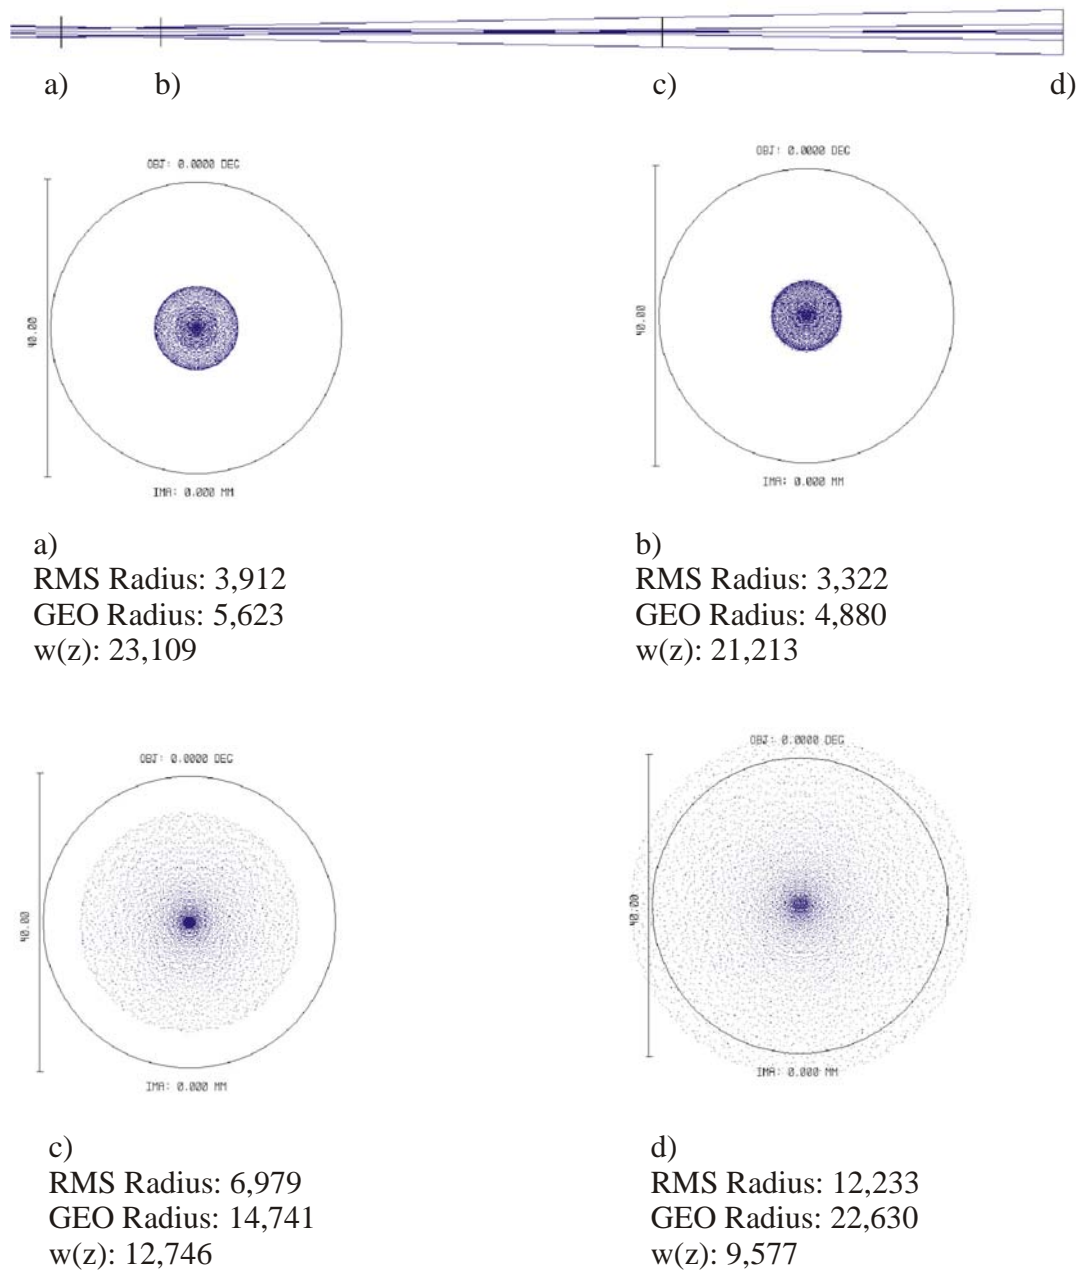 a) b) c) d)
OBJ: 0.0000 DEG
40.00
IMA: 0.000 MM
OBJ: 0.0000 DEG
40.00
IMA: 0.000 MM
a)
RMS Radius: 3,912
GEO Radius: 5,623
w(z): 23,109
b)
RMS Radius: 3,322
GEO Radius: 4,880
w(z): 21,213
OBJ: 0.0000 DEG
40.00
IMA: 0.000 MM
OBJ: 0.0000 DEG
40.00
IMA: 0.000 MM
c)
RMS Radius: 6,979
GEO Radius: 14,741
w(z): 12,746
d)
RMS Radius: 12,233
GEO Radius: 22,630
w(z): 9,577